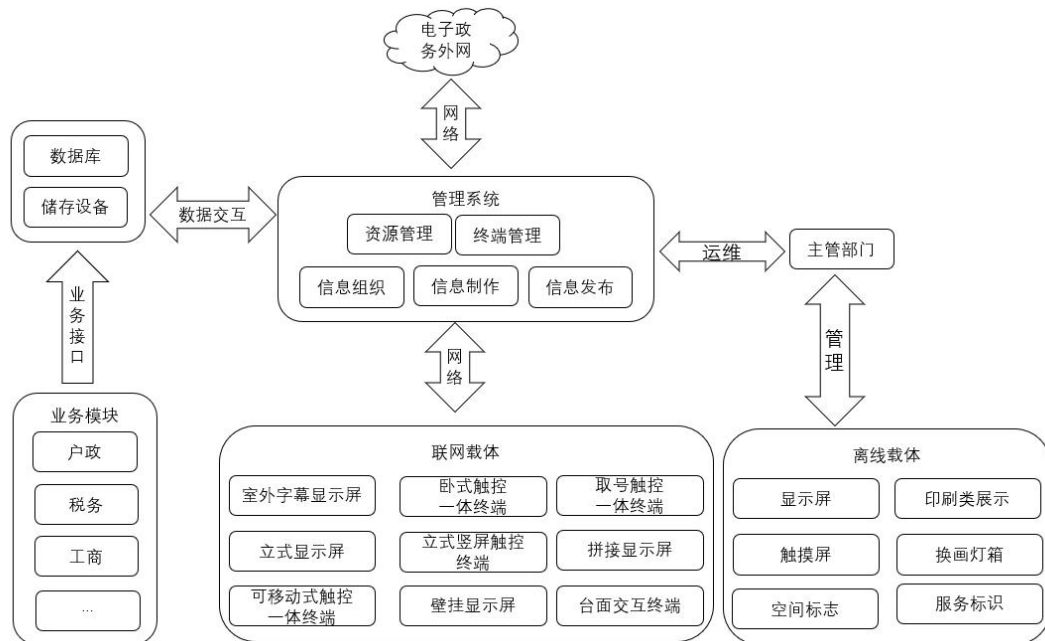 电子政
务外网
网
络
数据库
储存设备
数据交互
管理系统
资源管理
终端管理
信息组织
信息制作
信息发布
运维
主管部门
业
务
接
口
网
络
管
理
业务模块
户政
税务
工商
...
联网载体
室外字幕显示屏
卧式触控
一体终端
取号触控
一体终端
立式显示屏
立式竖屏触控
终端
拼接显示屏
可移动式触控
一体终端
壁挂显示屏
台面交互终端
离线载体
显示屏
印刷类展示
触摸屏
换画灯箱
空间标志
服务标识